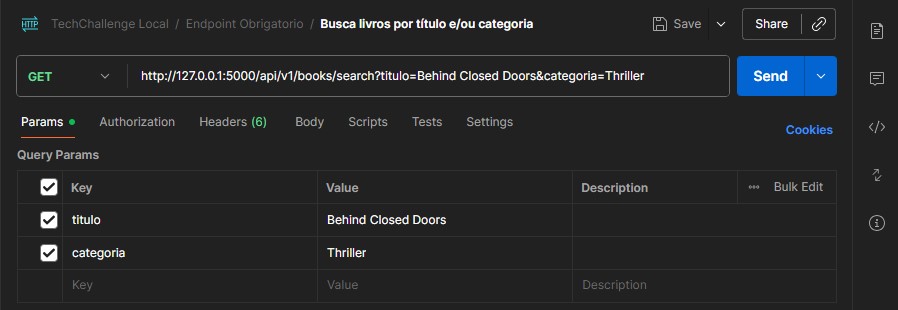 HTTP TechChallenge Local / Endpoint Obrigatorio / Busca livros por título e/ou categoria Save Share
GET http://127.0.0.1:5000/api/v1/books/search?titulo=Behind Closed Doors&categoria=Thriller Send
Params Authorization Headers (6) Body Scripts Tests Settings Cookies
Query Params
Key Value Description Bulk Edit
titulo Behind Closed Doors
categoria Thriller
Key Value Description